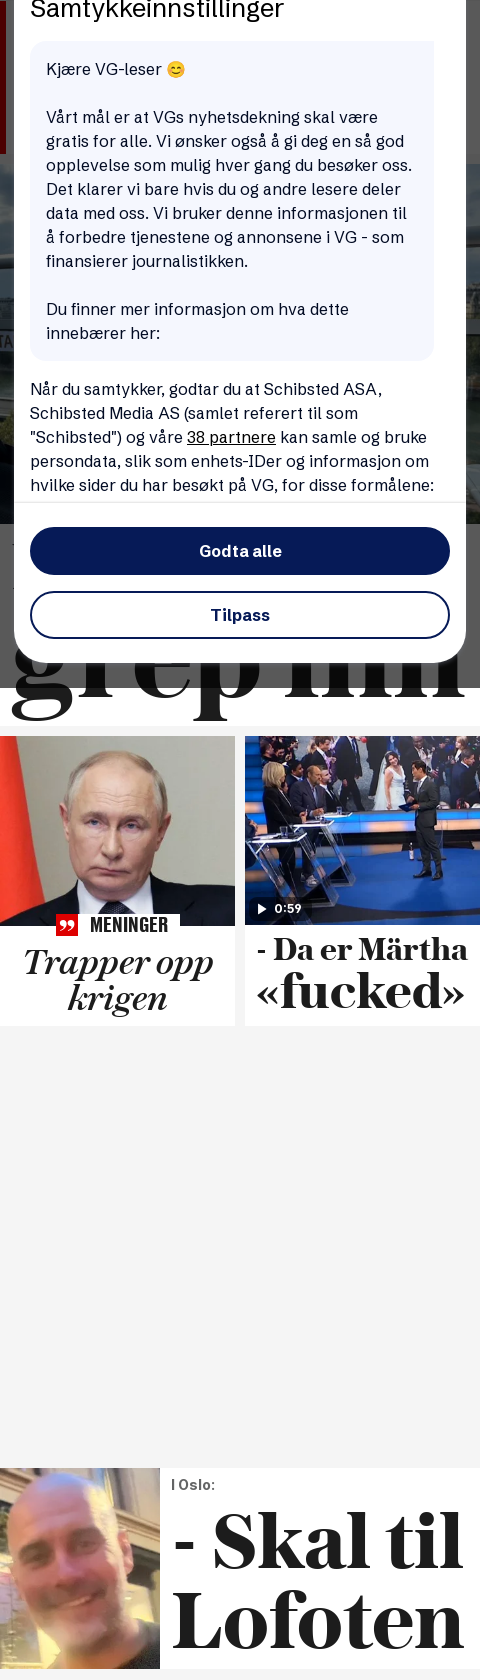 Samtykkeinnstillinger
Kjære VG-leser 😊
Vårt mål er at VGs nyhetsdekning skal være
gratis for alle. Vi ønsker også å gi deg en så god
opplevelse som mulig hver gang du besøker oss.
Det klarer vi bare hvis du og andre lesere deler
data med oss. Vi bruker denne informasjonen til
å forbedre tjenestene og annonsene i VG - som
finansierer journalistikken.
Du finner mer informasjon om hva dette
innebærer her:
Når du samtykker, godtar du at Schibsted ASA,
Schibsted Media AS (samlet referert til som
"Schibsted") og våre 38 partnere kan samle og bruke
persondata, slik som enhets-IDer og informasjon om
hvilke sider du har besøkt på VG, for disse formålene:
Godta alle
Tilpass
grep inn
MENINGER
Trapper opp
krigen
0:59
- Da er Märtha
«fucked»
I Oslo:
- Skal til
Lofoten